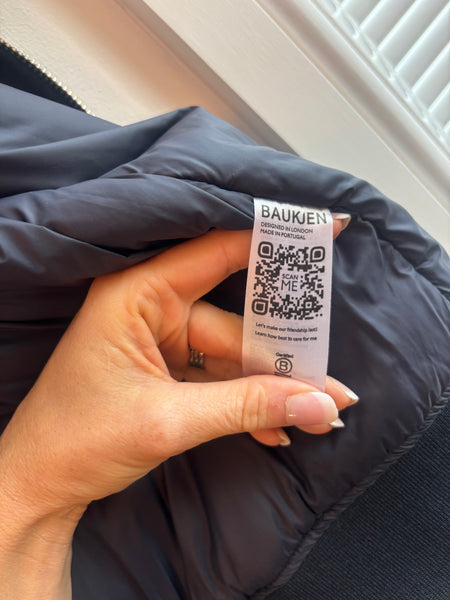 BAUKJEN
DESIGNED IN LONDON
MADE IN PORTUGAL
SCAN
ME
Let's make our friendship last!
Learn how best to care for me
Certified
B